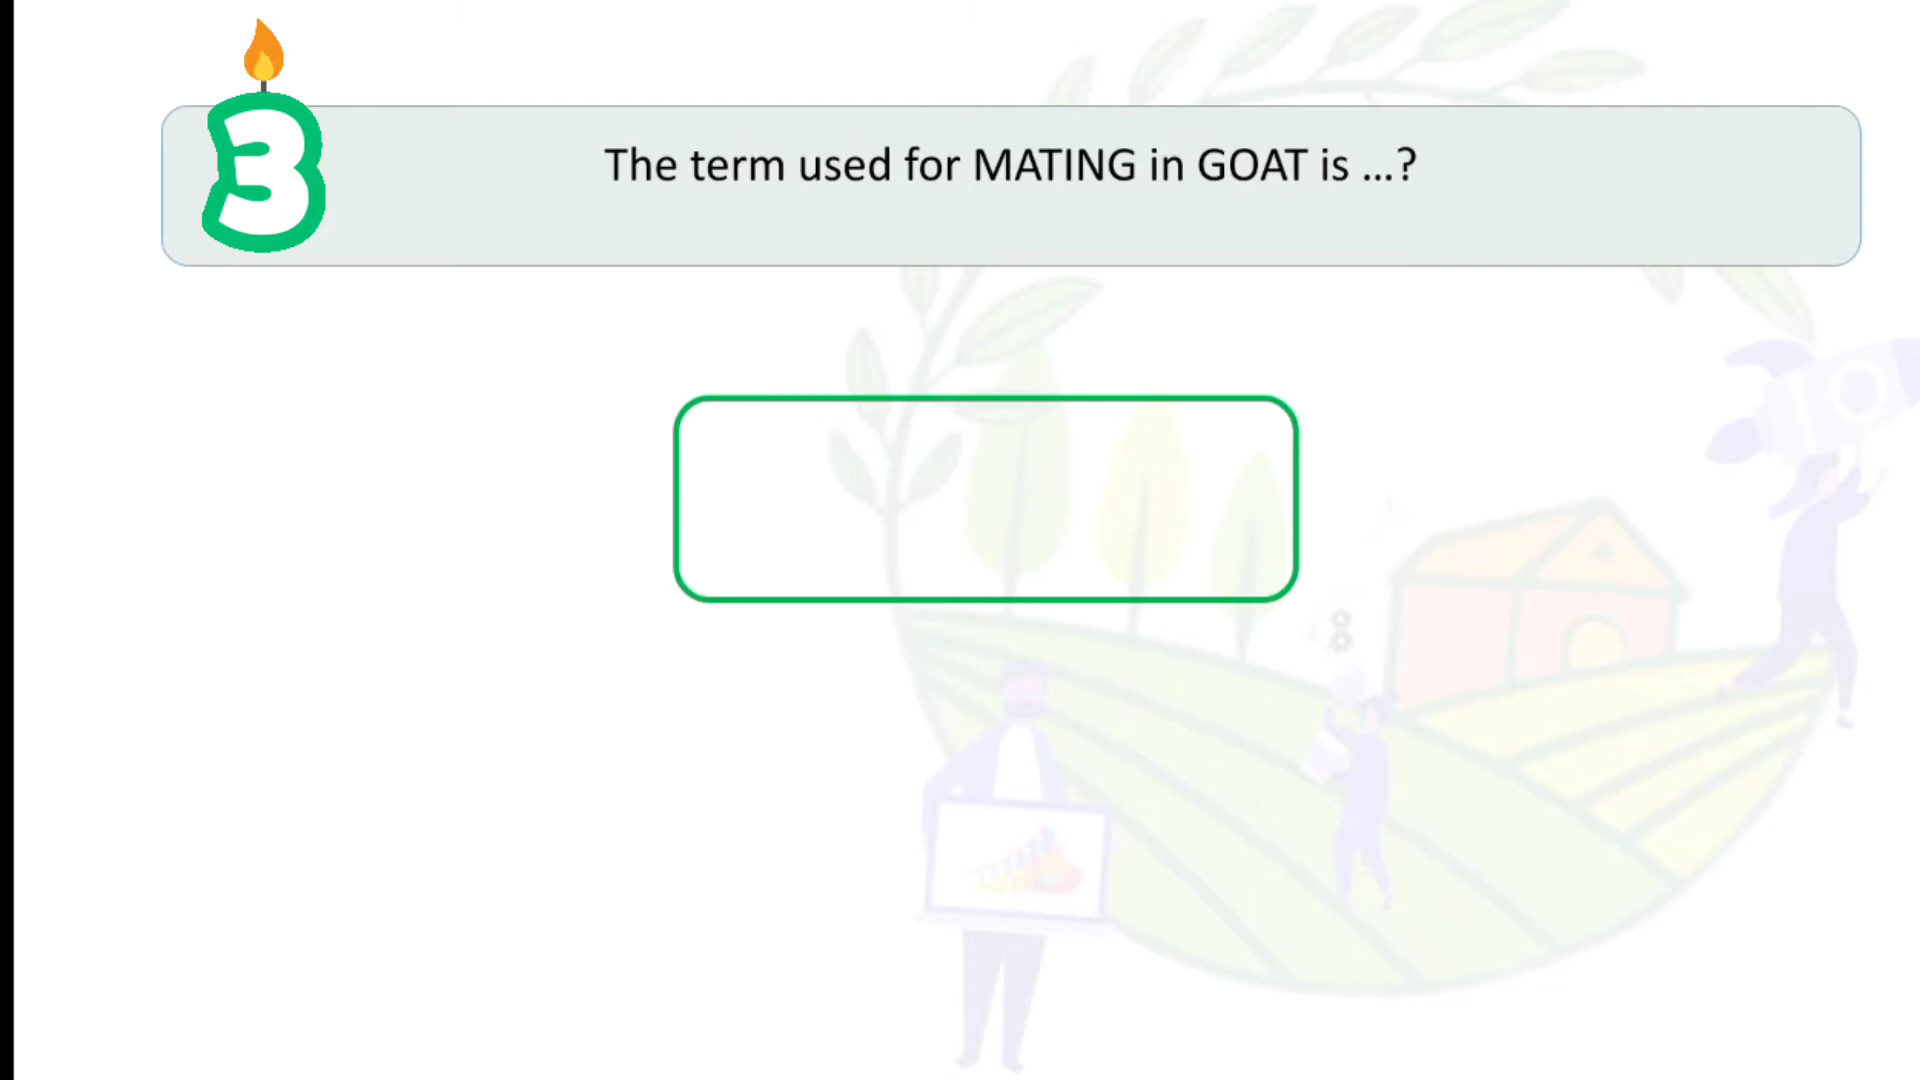 3
The term used for MATING in GOAT is ...?